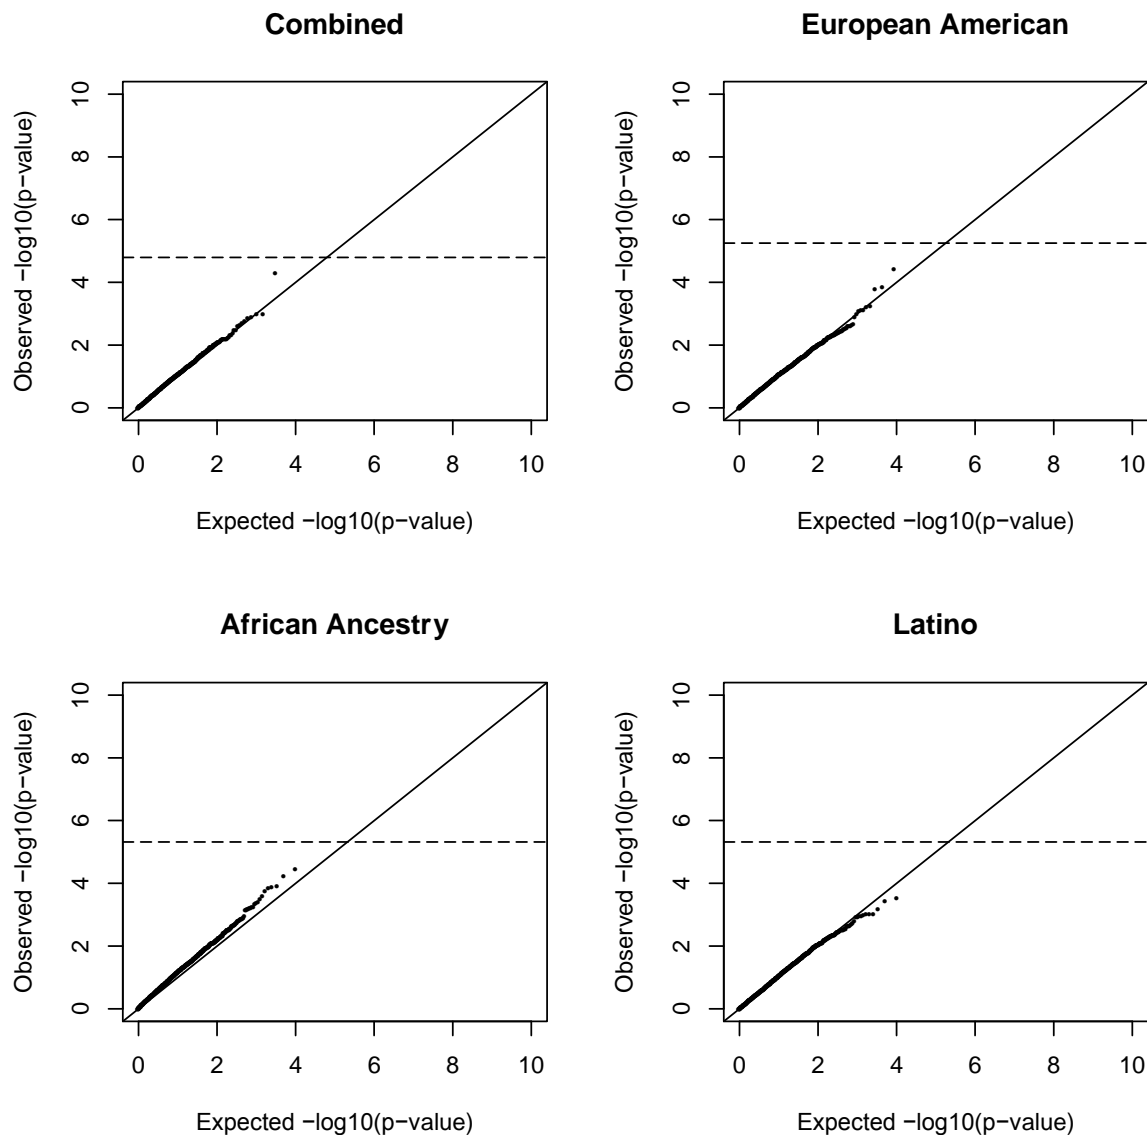 Combined
Observed −log10(p−value)
0 2 4 6 8 10
0 2 4 6 8 10
Expected −log10(p−value)
European American
Observed −log10(p−value)
0 2 4 6 8 10
0 2 4 6 8 10
Expected −log10(p−value)
African Ancestry
Observed −log10(p−value)
0 2 4 6 8 10
0 2 4 6 8 10
Expected −log10(p−value)
Latino
Observed −log10(p−value)
0 2 4 6 8 10
0 2 4 6 8 10
Expected −log10(p−value)